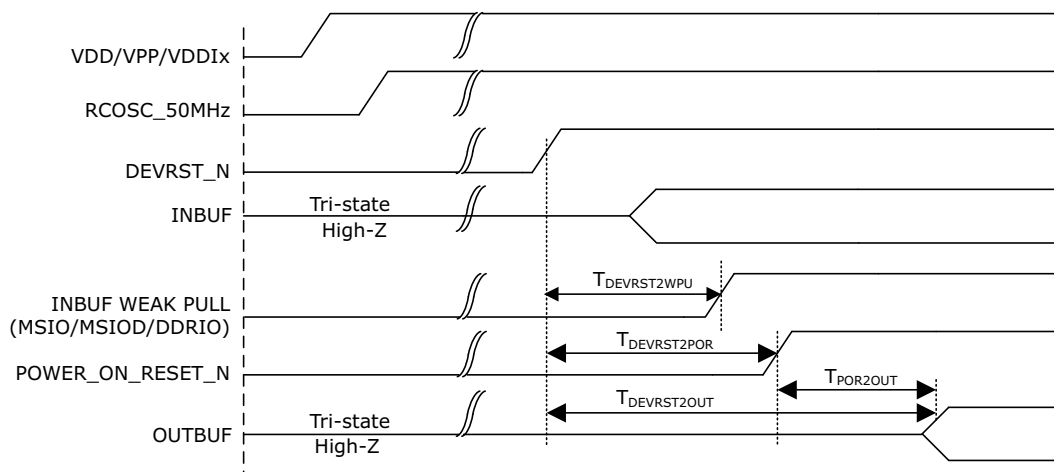 VDD/VPP/VDDIx
RCOSC_50MHz
DEVRST_N
INBUF
Tri-state
High-Z
INBUF WEAK PULL
(MSIO/MSIOD/DDRIO)
TDEVRST2WPU
POWER_ON_RESET_N
TDEVRST2POR
TPOR2OUT
TDEVRST2OUT
OUTBUF
Tri-state
High-Z